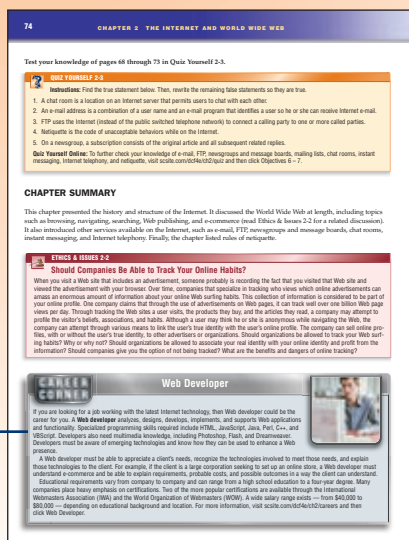 74
CHAPTER 2 THE INTERNET AND WORLD WIDE WEB
Test your knowledge of pages 68 through 73 in Quiz Yourself 2-3.
QUIZ YOURSELF 2-3
Instructions: Find the true statement below. Then, rewrite the remaining false statements so they are true.
1. A chat room is a location on an Internet server that permits users to chat with each other.
2. An e-mail address is a combination of a user name and an e-mail program that identifies a user so he or she can receive Internet e-mail.
3. FTP uses the Internet (instead of the public switched telephone network) to connect a calling party to one or more called parties.
4. Netiquette is the code of unacceptable behaviors while on the Internet.
5. On a newsgroup, a subscription consists of the original article and all subsequent related replies.
Quiz Yourself Online: To further check your knowledge of e-mail, FTP, newsgroups and message boards, mailing lists, chat rooms, instant
messaging, Internet telephony, and netiquette, visit scsite.com/dcf4e/ch2/quiz and then click Objectives 6 – 7.
CHAPTER SUMMARY
This chapter presented the history and structure of the Internet. It discussed the World Wide Web at length, including topics
such as browsing, navigating, searching, Web publishing, and e-commerce (read Ethics & Issues 2-2 for a related discussion).
It also introduced other services available on the Internet, such as e-mail, FTP, newsgroups and message boards, chat rooms,
instant messaging, and Internet telephony. Finally, the chapter listed rules of netiquette.
ETHICS & ISSUES 2-2
Should Companies Be Able to Track Your Online Habits?
When you visit a Web site that includes an advertisement, someone probably is recording the fact that you visited that Web site and
viewed the advertisement with your browser. Over time, companies that specialize in tracking who views which online advertisements can
amass an enormous amount of information about your online Web surfing habits. This collection of information is considered to be part of
your online profile. One company claims that through the use of advertisements on Web pages, it can track well over one billion Web page
views per day. Through tracking the Web sites a user visits, the products they buy, and the articles they read, a company may attempt to
profile the visitor's beliefs, associations, and habits. Although a user may think he or she is anonymous while navigating the Web, the
company can attempt through various means to link the user's true identity with the user's online profile. The company can sell online pro-
files, with or without the user's true identity, to other advertisers or organizations. Should organizations be allowed to track your Web surf-
ing habits? Why or why not? Should organizations be allowed to associate your real identity with your online identity and profit from the
information? Should companies give you the option of not being tracked? What are the benefits and dangers of online tracking?
CAREER
CORNER
Web Developer
If you are looking for a job working with the latest Internet technology, then Web developer could be the
career for you. A Web developer analyzes, designs, develops, implements, and supports Web applications
and functionality. Specialized programming skills required include HTML, JavaScript, Java, Perl, C++, and
VBScript. Developers also need multimedia knowledge, including Photoshop, Flash, and Dreamweaver.
Developers must be aware of emerging technologies and know how they can be used to enhance a Web
presence.
A Web developer must be able to appreciate a client's needs, recognize the technologies involved to meet those needs, and explain
those technologies to the client. For example, if the client is a large corporation seeking to set up an online store, a Web developer must
understand e-commerce and be able to explain requirements, probable costs, and possible outcomes in a way the client can understand.
Educational requirements vary from company to company and can range from a high school education to a four-year degree. Many
companies place heavy emphasis on certifications. Two of the more popular certifications are available through the International
Webmasters Association (IWA) and the World Organization of Webmasters (WOW). A wide salary range exists — from $40,000 to
$80,000 — depending on educational background and location. For more information, visit scsite.com/dcf4e/careers and then
click Web Developer.